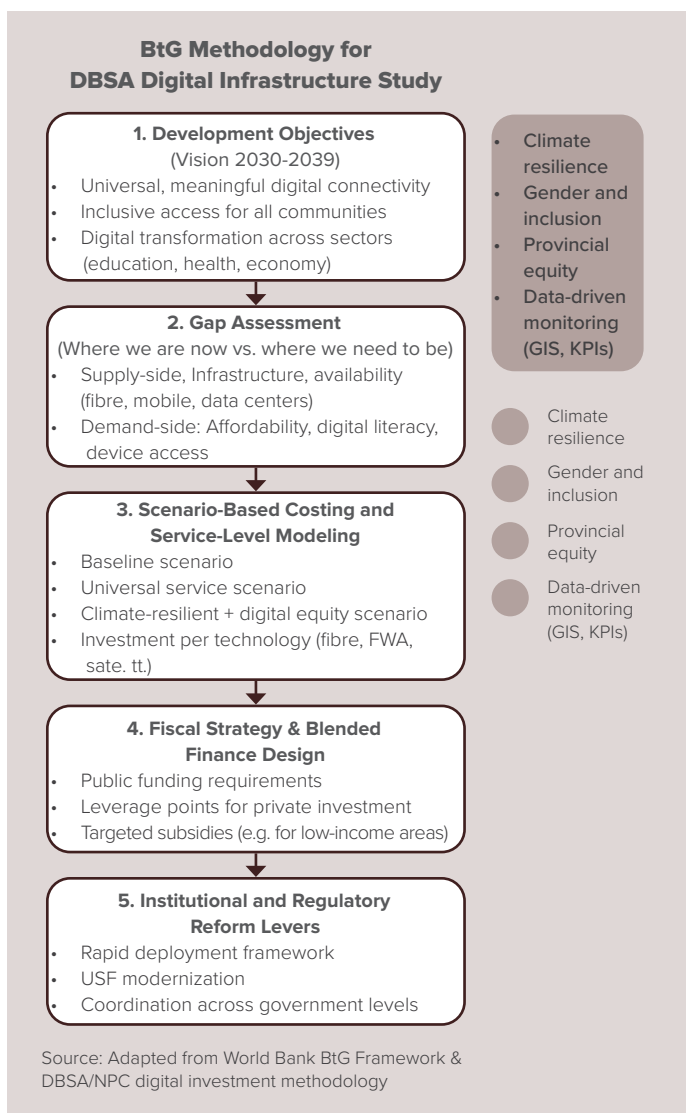 BtG Methodology for
DBSA Digital Infrastructure Study
1. Development Objectives
(Vision 2030-2039)
• Universal, meaningful digital connectivity
• Inclusive access for all communities
• Digital transformation across sectors
(education, health, economy)
2. Gap Assessment
(Where we are now vs. where we need to be)
• Supply-side, Infrastructure, availability
(fibre, mobile, data centers)
• Demand-side: Affordability, digital literacy,
device access
3. Scenario-Based Costing and
Service-Level Modeling
• Baseline scenario
• Universal service scenario
• Climate-resilient + digital equity scenario
• Investment per technology (fibre, FWA,
sate. tt.)
4. Fiscal Strategy & Blended
Finance Design
• Public funding requirements
• Leverage points for private investment
• Targeted subsidies (e.g. for low-income areas)
5. Institutional and Regulatory
Reform Levers
• Rapid deployment framework
• USF modernization
• Coordination across government levels
• Climate
resilience
• Gender and
inclusion
• Provincial
equity
• Data-driven
monitoring
(GIS, KPIs)
Climate
resilience
Gender and
inclusion
Provincial
equity
Data-driven
monitoring
(GIS, KPIs)
Source: Adapted from World Bank BtG Framework &
DBSA/NPC digital investment methodology